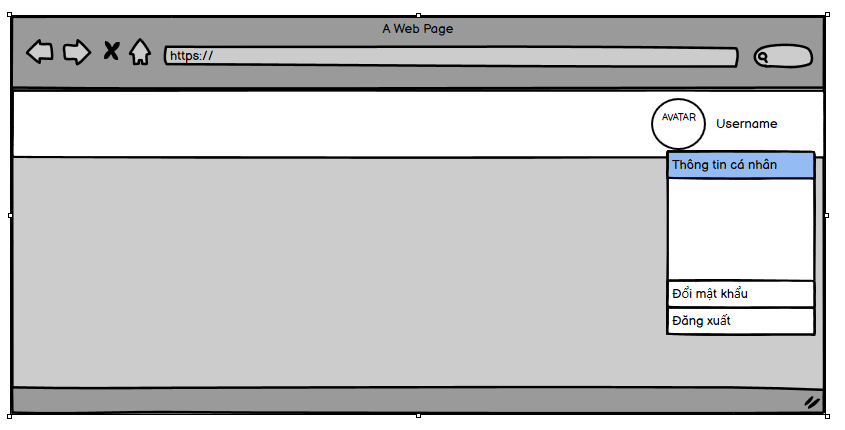 A Web Page
https://
AVATAR
Username
Thông tin cá nhân
Đổi mật khẩu
Đăng xuất